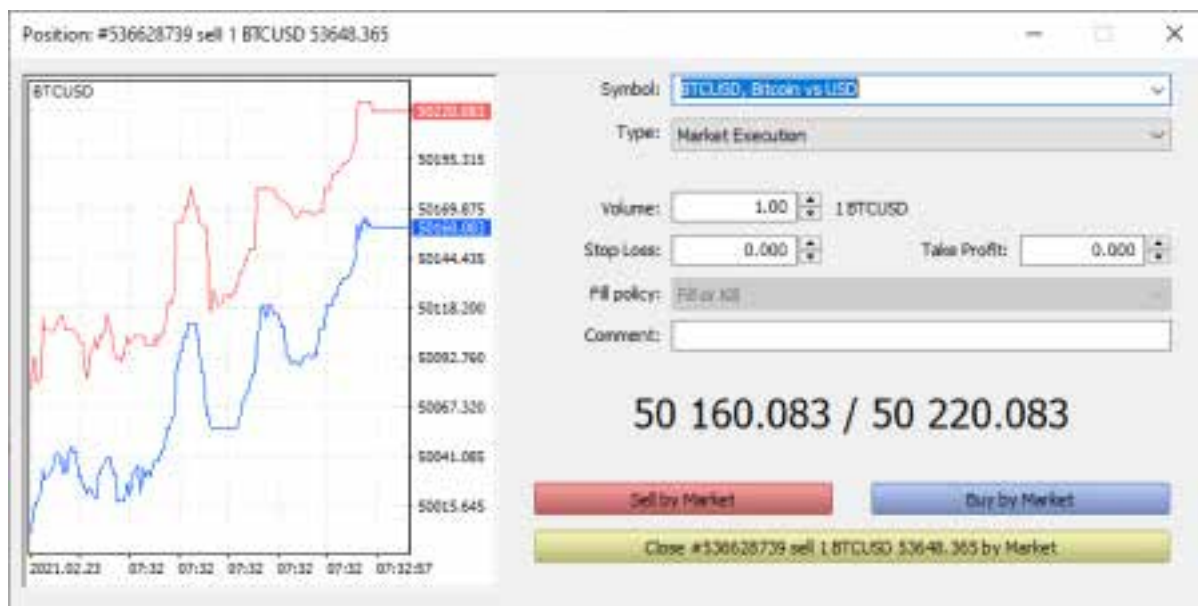 Position: #536628739 sell 1 BTCUSD 53648.365
BTCUSD
50220.083
50195.315
50169.875
50160.083
50144.435
50118.200
50092.760
50067.320
50041.085
50015.645
2021.02.23 07:32 07:32 07:32 07:32 07:32 07:32:57
Symbol: BTCUSD, Bitcoin vs USD
Type: Market Execution
Volume: 1.00 1 BTCUSD
Stop Loss: 0.000 Take Profit: 0.000
Fill policy: Fill or Kill
Comment:
50 160.083 / 50 220.083
Sell by Market Buy by Market
Close #536628739 sell 1 BTCUSD 53648.365 by Market